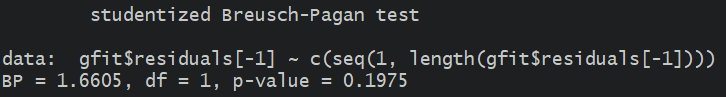 studentized Breusch-Pagan test
data:  gfit$residuals[-1] ~ c(seq(1, length(gfit$residuals[-1])))
BP = 1.6605, df = 1, p-value = 0.1975